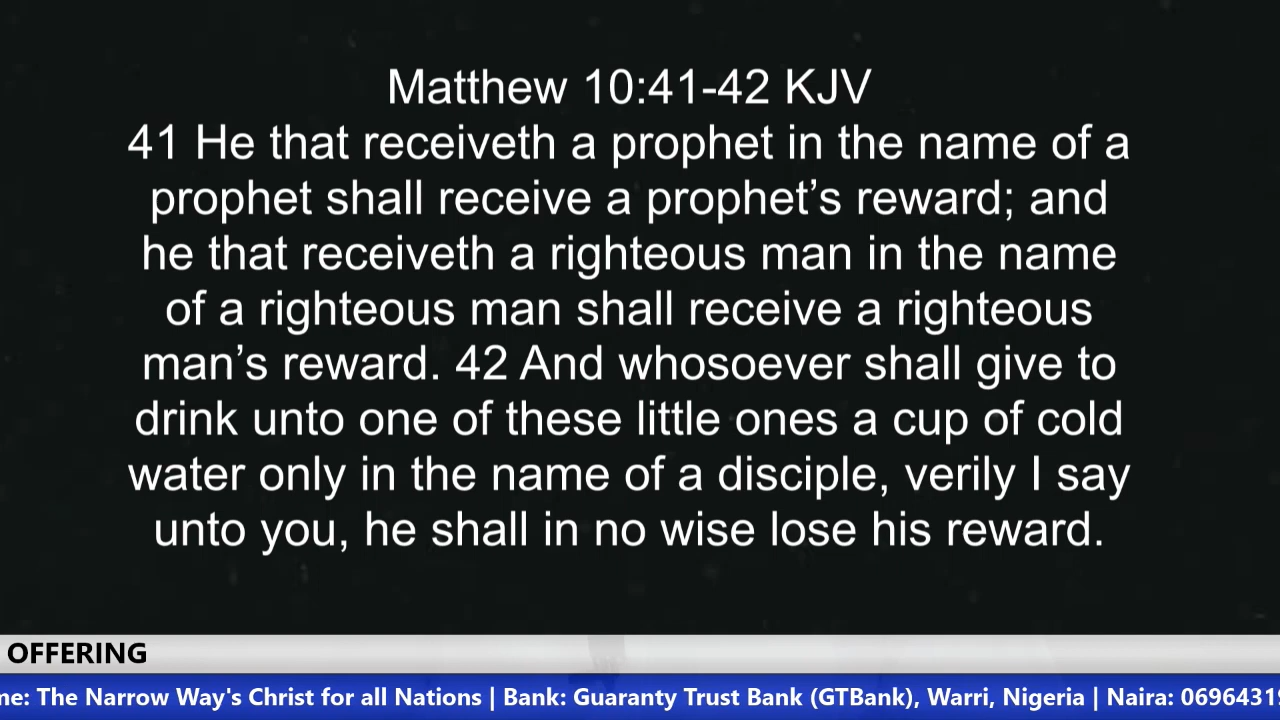 Matthew 10:41-42 KJV
41 He that receiveth a prophet in the name of a
prophet shall receive a prophet’s reward; and
he that receiveth a righteous man in the name
of a righteous man shall receive a righteous
man’s reward. 42 And whosoever shall give to
drink unto one of these little ones a cup of cold
water only in the name of a disciple, verily I say
unto you, he shall in no wise lose his reward.
OFFERING
me: The Narrow Way's Christ for all Nations | Bank: Guaranty Trust Bank (GTBank), Warri, Nigeria | Naira: 06964319